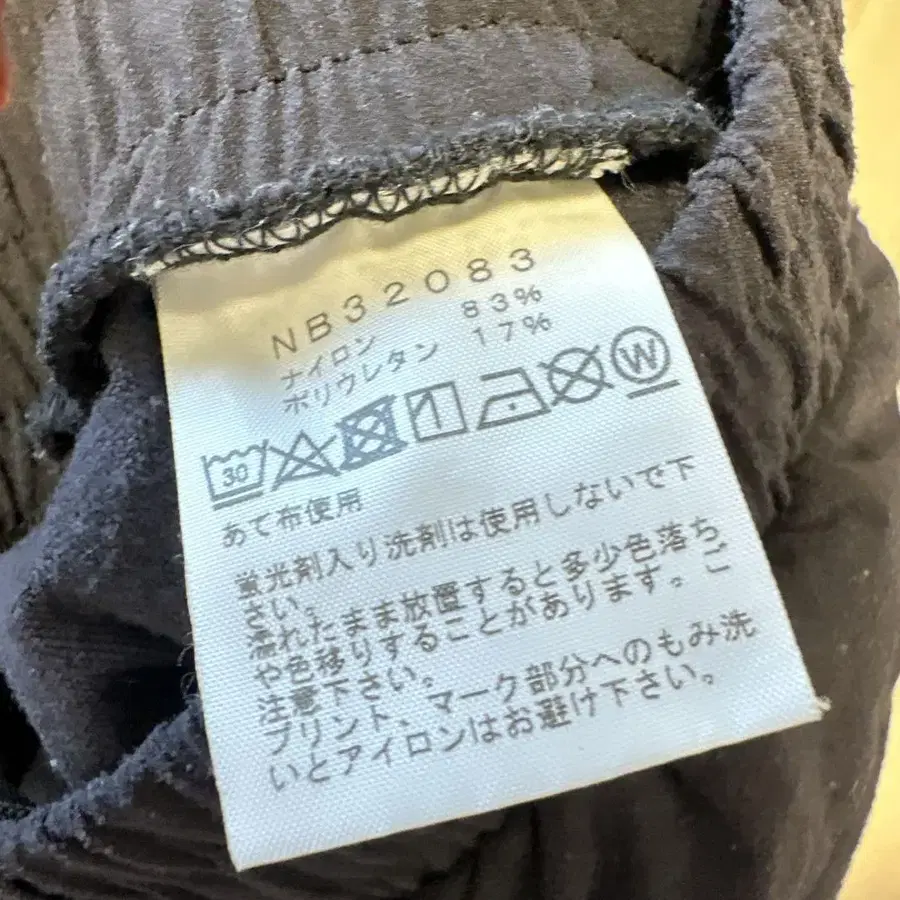 NB32083
ナイロン 83%
ポリウレタン 17%
30 W
あて布使用
蛍光剤入り洗剤は使用しないで下
さい。
濡れたまま放置すると多少色落ち
や色移りすることがあります。ご
注意下さい。
プリント、マーク部分へのもみ洗
いとアイロンはお避け下さい。